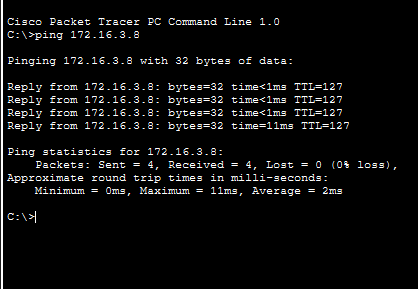 Cisco Packet Tracer PC Command Line 1.0
C:\>ping 172.16.3.8
Pinging 172.16.3.8 with 32 bytes of data:
Reply from 172.16.3.8: bytes=32 time<1ms TTL=127
Reply from 172.16.3.8: bytes=32 time<1ms TTL=127
Reply from 172.16.3.8: bytes=32 time<1ms TTL=127
Reply from 172.16.3.8: bytes=32 time=11ms TTL=127
Ping statistics for 172.16.3.8:
    Packets: Sent = 4, Received = 4, Lost = 0 (0% loss),
Approximate round trip times in milli-seconds:
    Minimum = 0ms, Maximum = 11ms, Average = 2ms
C:\>